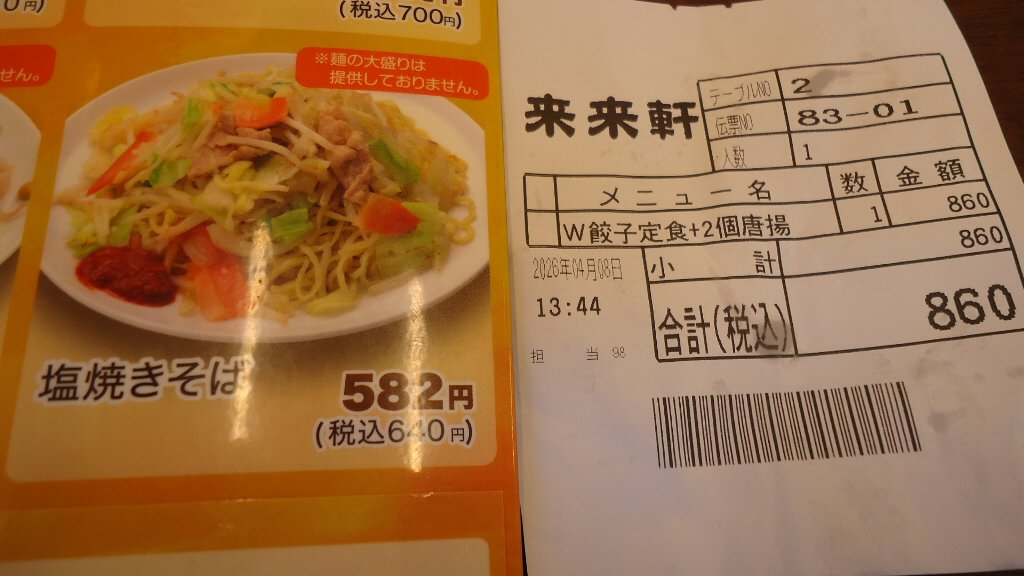 (税込700円)
せん。
※麺の大盛りは
提供しておりません。
塩焼きそば
582円
(税込640円)
来来軒
テーブルNO 2
伝票NO 83-01
人数 1
メニュー名 数 金額
W餃子定食+2個唐揚 1 860
2026年04月08日 小計 860
13:44
合計(税込) 860
担当 98